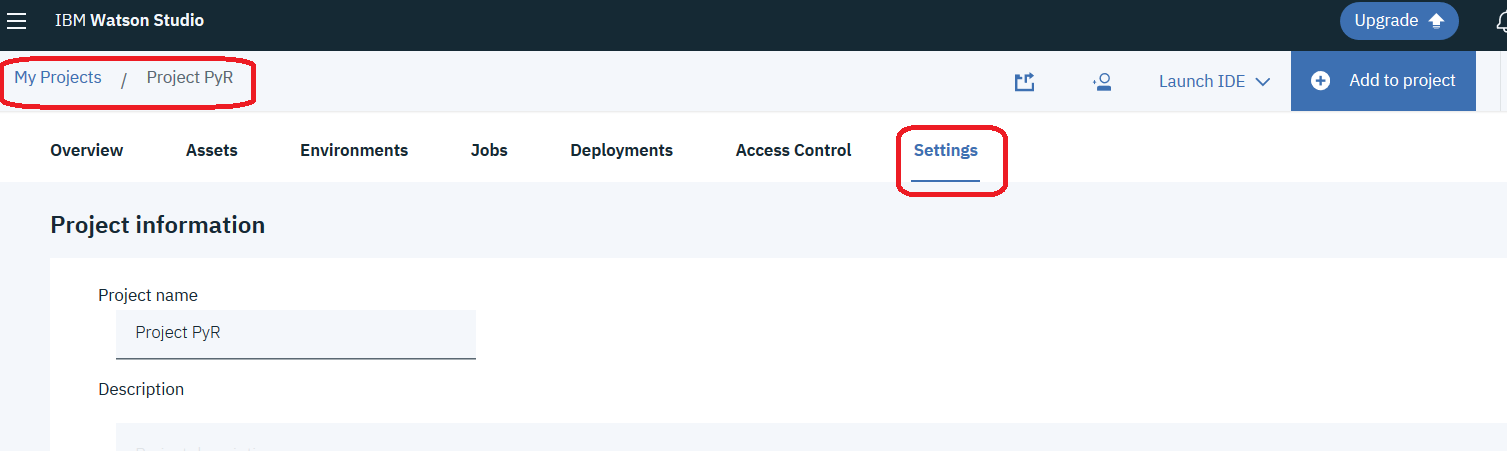 IBM Watson Studio
Upgrade
My Projects / Project PyR
Launch IDE
Add to project
Overview Assets Environments Jobs Deployments Access Control Settings
Project information
Project name
Project PyR
Description